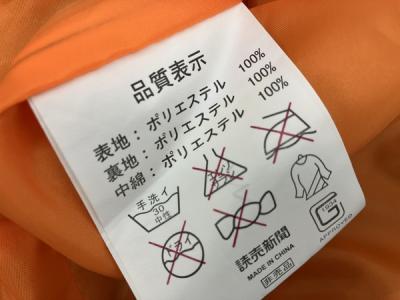 品質表示
表地：ポリエステル 100%
裏地：ポリエステル 100%
中綿：ポリエステル 100%
手洗イ
30
中性
ドライ
1934
G
APPROVED
読売新聞
MADE IN CHINA
非売品